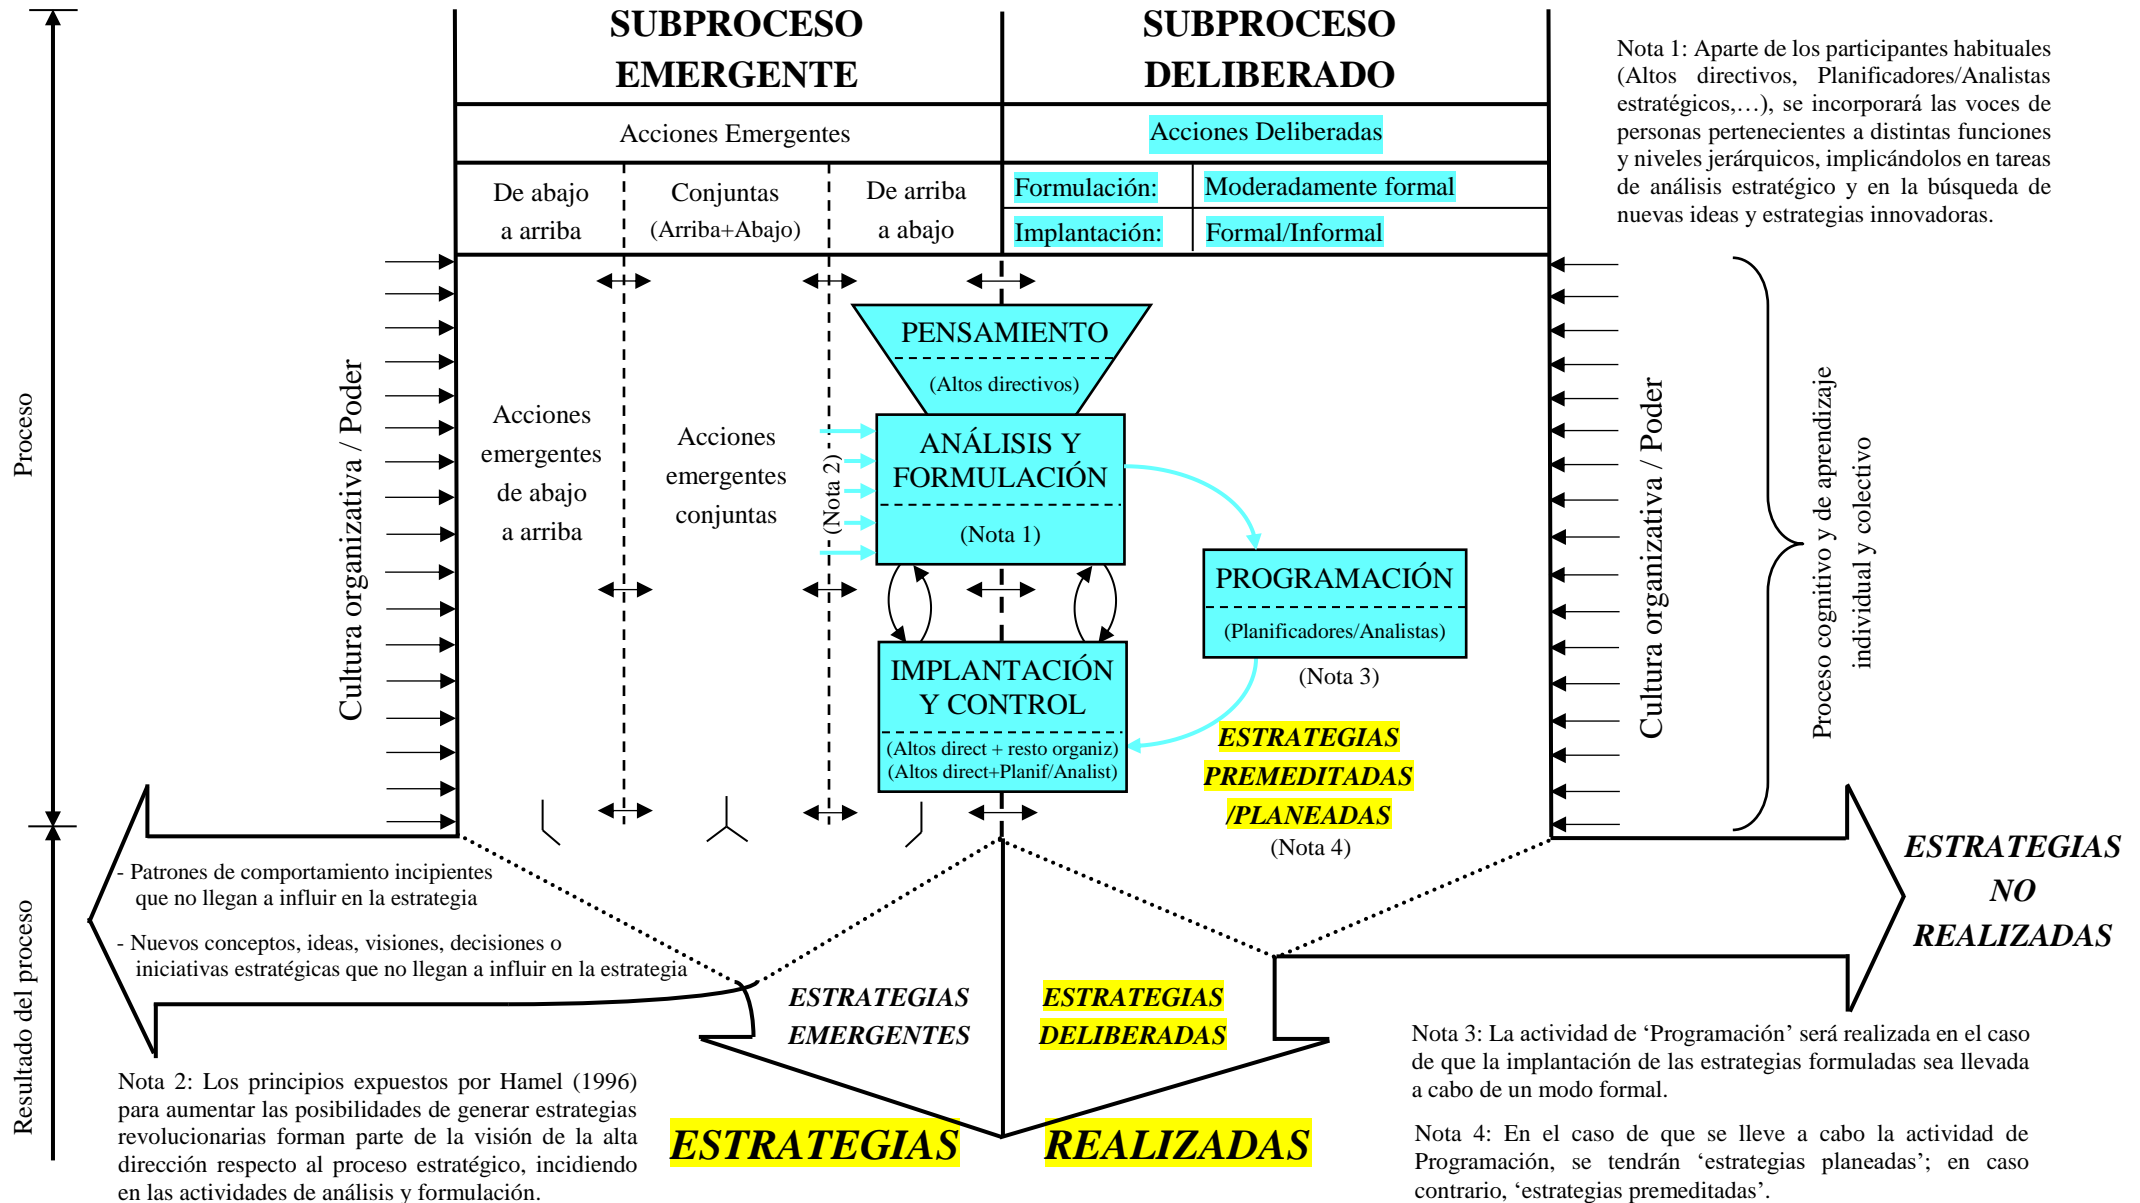 SUBPROCESO
EMERGENTE
SUBPROCESO
DELIBERADO
Acciones Emergentes
Acciones Deliberadas
De abajo
a arriba
Conjuntas
(Arriba+Abajo)
De arriba
a abajo
Formulación:
Moderadamente formal
Implantación:
Formal/Informal
Nota 1: Aparte de los participantes habituales
(Altos directivos, Planificadores/Analistas
estratégicos,…), se incorporará las voces de
personas pertenecientes a distintas funciones
y niveles jerárquicos, implicándolos en tareas
de análisis estratégico y en la búsqueda de
nuevas ideas y estrategias innovadoras.
Proceso
Cultura organizativa / Poder
Acciones
emergentes
de abajo
a arriba
Acciones
emergentes
conjuntas
(Nota 2)
PENSAMIENTO
(Altos directivos)
ANÁLISIS Y
FORMULACIÓN
(Nota 1)
PROGRAMACIÓN
(Planificadores/Analistas)
(Nota 3)
IMPLANTACIÓN
Y CONTROL
(Altos direct + resto organiz)
(Altos direct+Planif/Analist)
ESTRATEGIAS
PREMEDITADAS
/PLANEADAS
(Nota 4)
Cultura organizativa / Poder
Proceso cognitivo y de aprendizaje
individual y colectivo
Resultado del proceso
- Patrones de comportamiento incipientes
que no llegan a influir en la estrategia
- Nuevos conceptos, ideas, visiones, decisiones o
iniciativas estratégicas que no llegan a influir en la estrategia
ESTRATEGIAS
EMERGENTES
ESTRATEGIAS
DELIBERADAS
ESTRATEGIAS
NO
REALIZADAS
ESTRATEGIAS REALIZADAS
Nota 2: Los principios expuestos por Hamel (1996)
para aumentar las posibilidades de generar estrategias
revolucionarias forman parte de la visión de la alta
dirección respecto al proceso estratégico, incidiendo
en las actividades de análisis y formulación.
Nota 3: La actividad de ‘Programación’ será realizada en el caso
de que la implantación de las estrategias formuladas sea llevada
a cabo de un modo formal.
Nota 4: En el caso de que se lleve a cabo la actividad de
Programación, se tendrán ‘estrategias planeadas’; en caso
contrario, ‘estrategias premeditadas’.